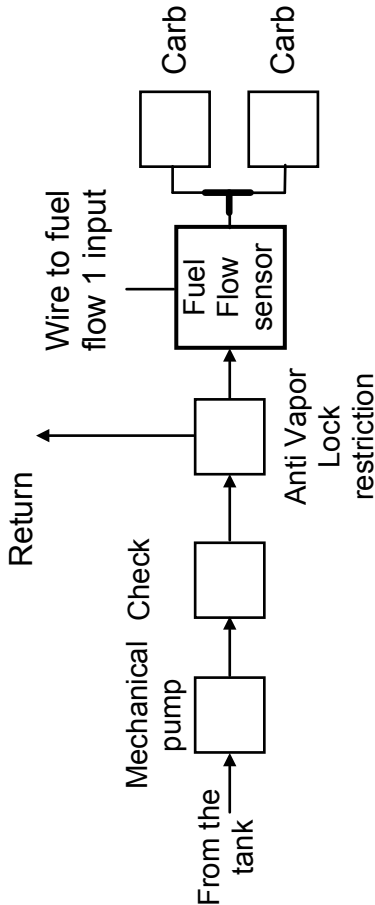 From the
tank
Mechanical
pump
Check
Return
Anti Vapor
Lock
restriction
Wire to fuel
flow 1 input
Fuel
Flow
sensor
Carb
Carb